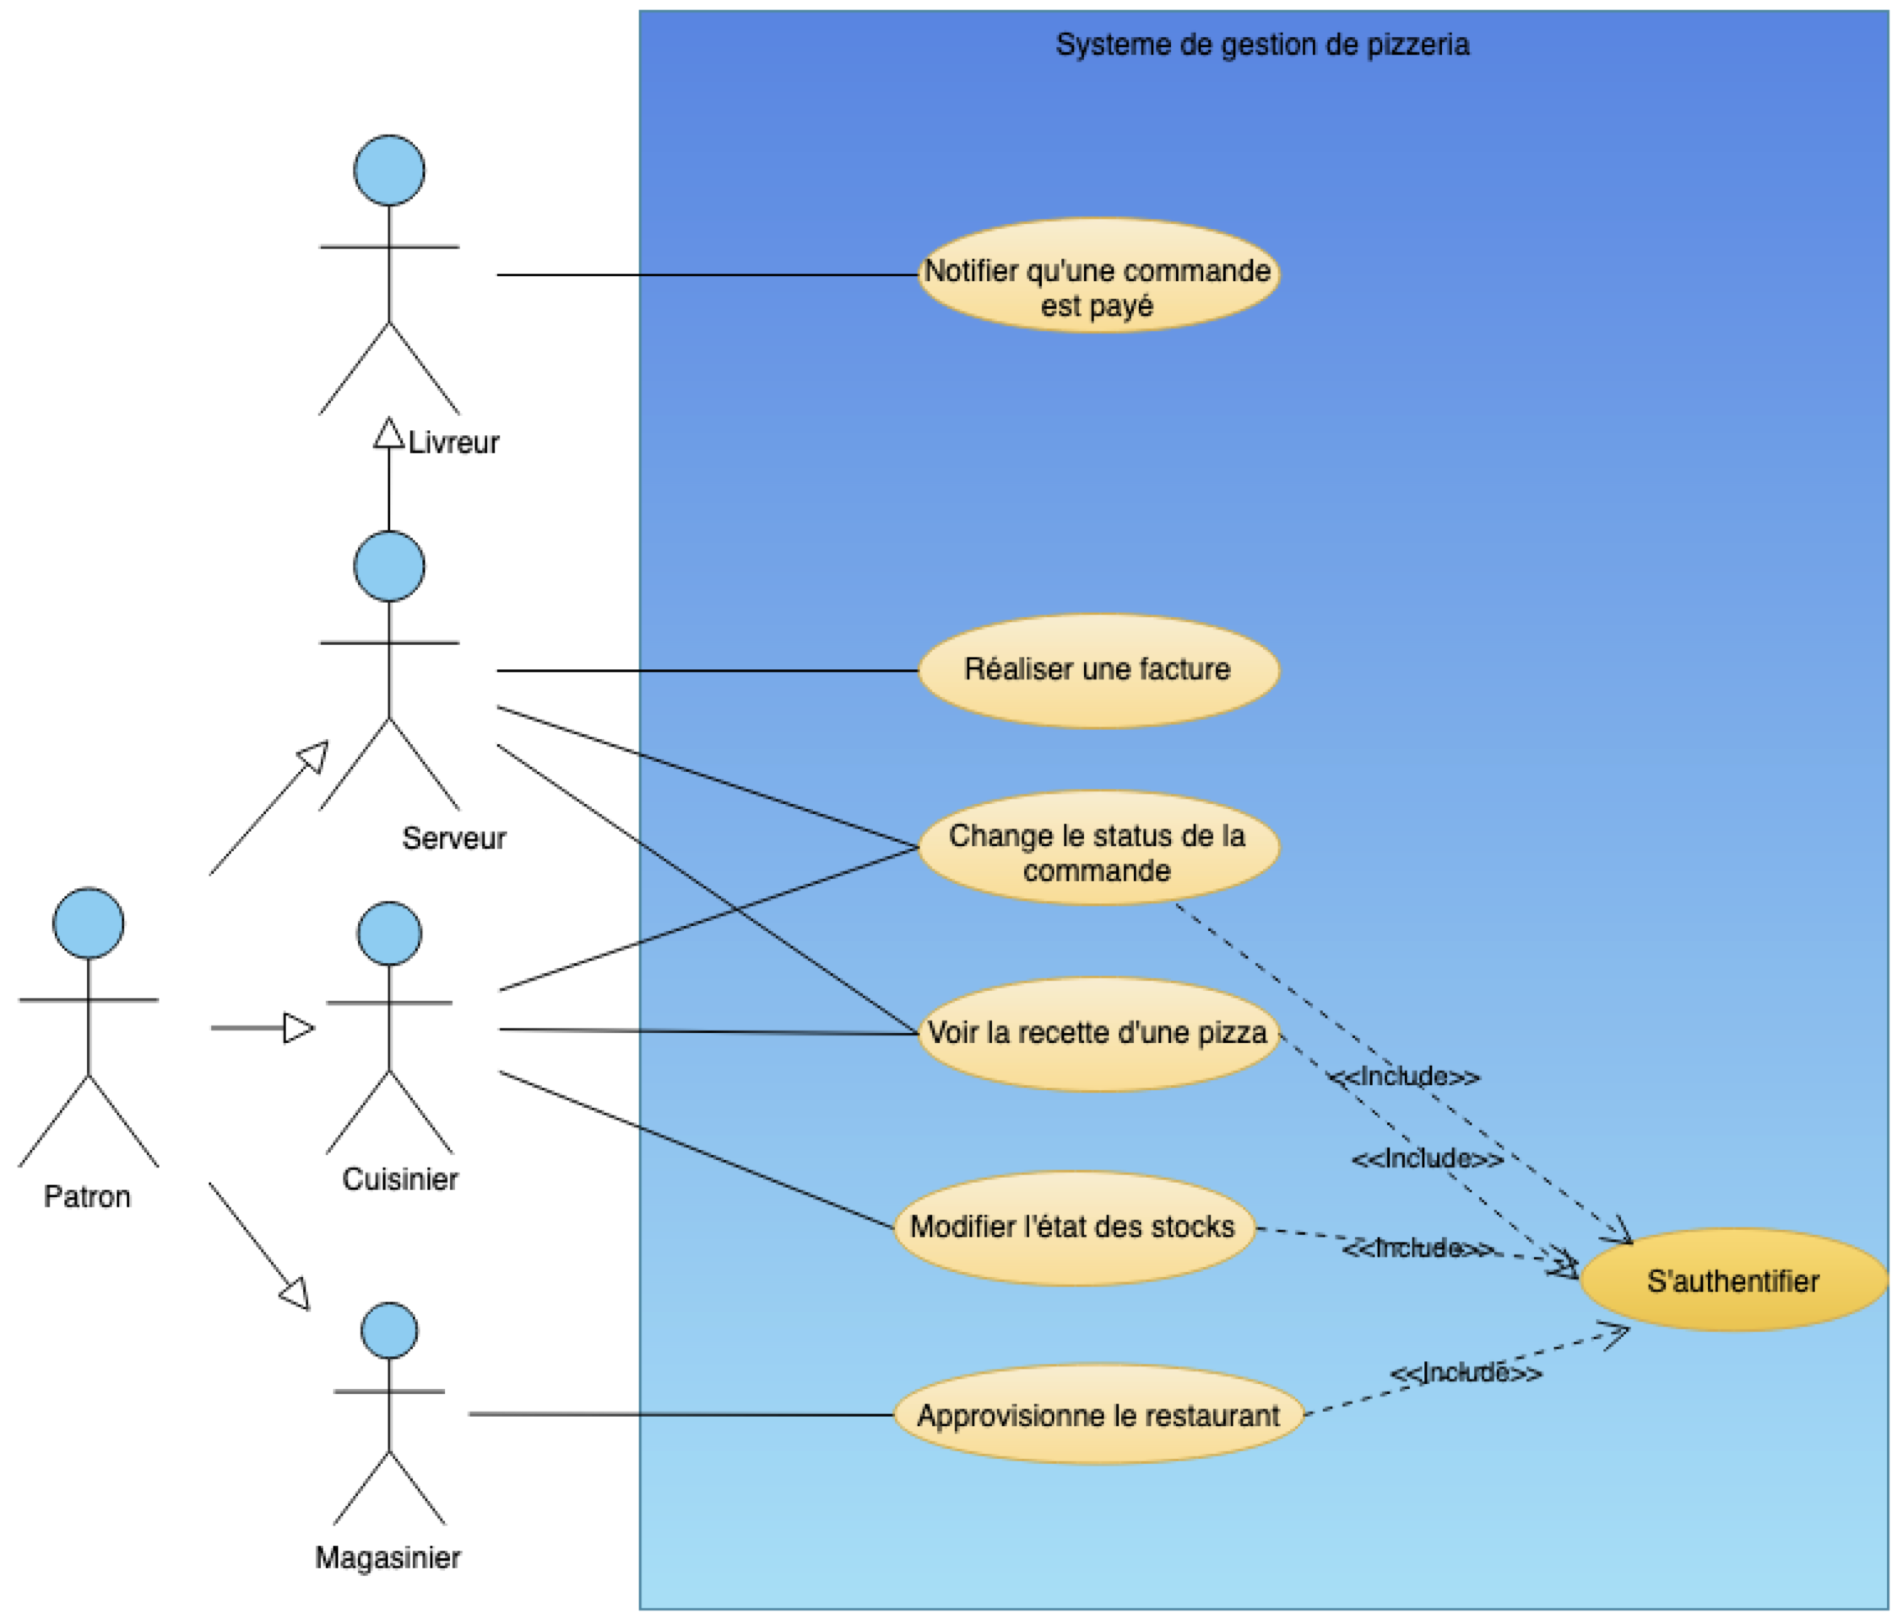 Systeme de gestion de pizzeria
Notifier qu'une commande
est payé
Livreur
Réaliser une facture
Serveur
Change le status de la
commande
Voir la recette d'une pizza
<<Include>>
<<Include>>
Cuisinier
Patron
Modifier l'état des stocks
<<Include>>
S'authentifier
<<Include>>
Approvisionne le restaurant
Magasinier